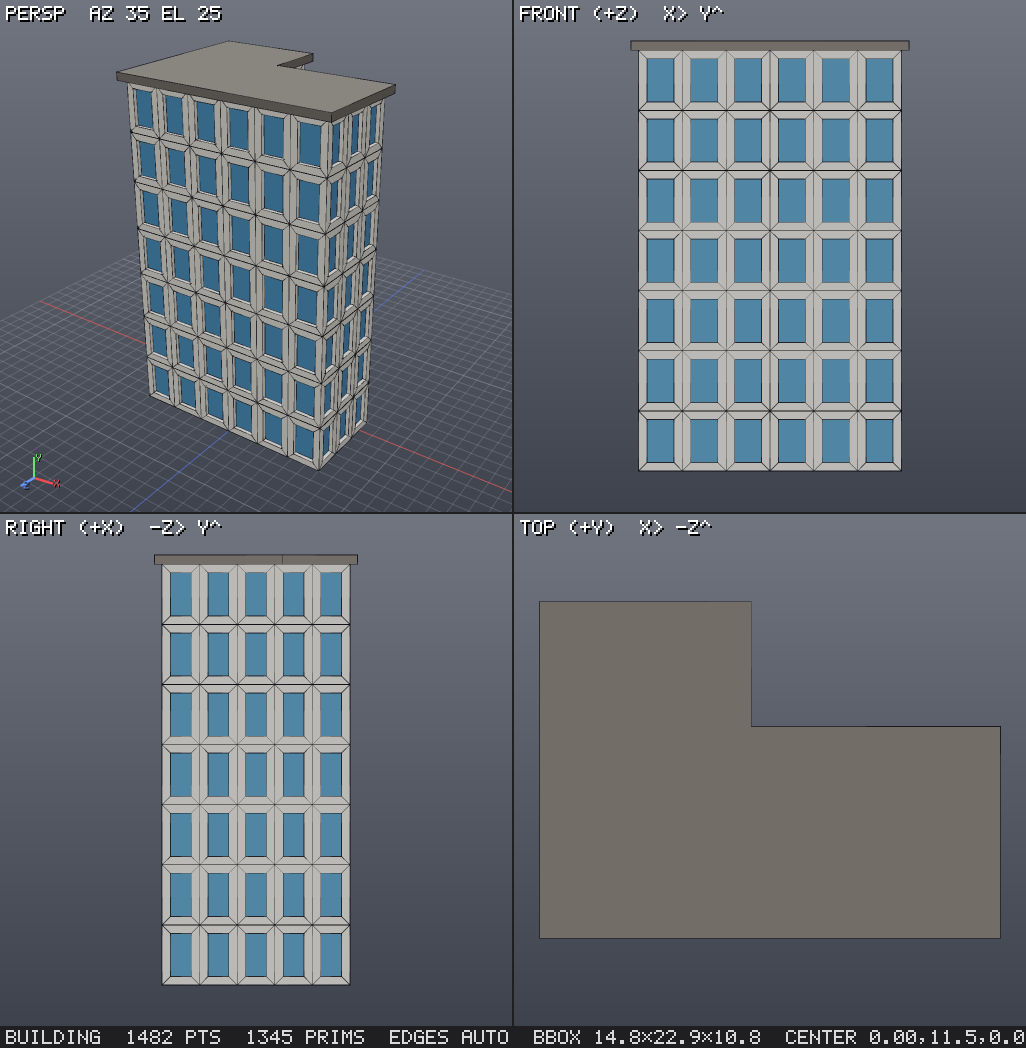 PERSP  AZ 35 EL 25
FRONT (+Z)  X> Y^
Y
Z
X
RIGHT (+X)  -Z> Y^
TOP (+Y)  X> -Z^
BUILDING  1482 PTS  1345 PRIMS  EDGES AUTO  BBOX 14.8×22.9×10.8  CENTER 0.00,11.5,0.0